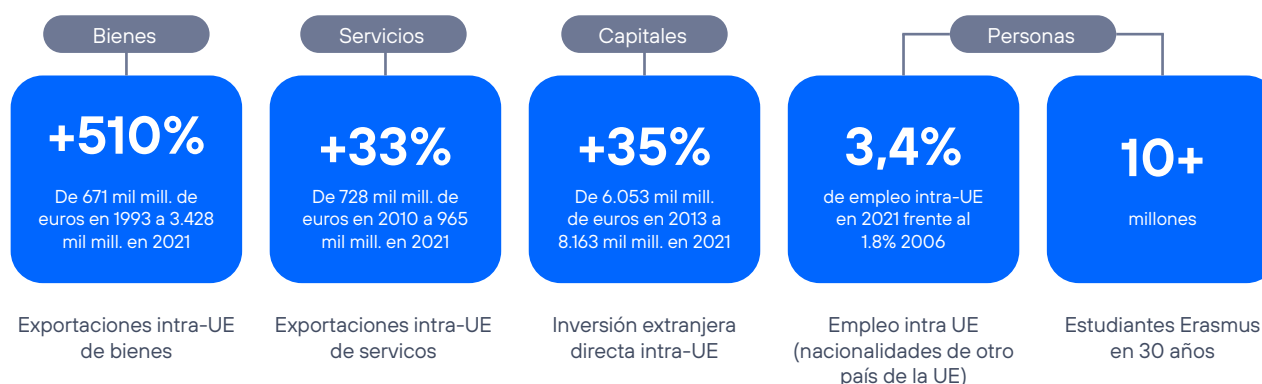 Bienes
+510%
De 671 mil mill. de
euros en 1993 a 3.428
mil mill. en 2021
Exportaciones intra-UE
de bienes
Servicios
+33%
De 728 mil mill. de
euros en 2010 a 965
mil mill. en 2021
Exportaciones intra-UE
de servicos
Capitales
+35%
De 6.053 mil mill.
de euros en 2013 a
8.163 mil mill. en 2021
Inversión extranjera
directa intra-UE
Personas
3,4%
de empleo intra-UE
en 2021 frente al
1.8% 2006
Empleo intra UE
(nacionalidades de otro
país de la UE)
10+
millones
Estudiantes Erasmus
en 30 años